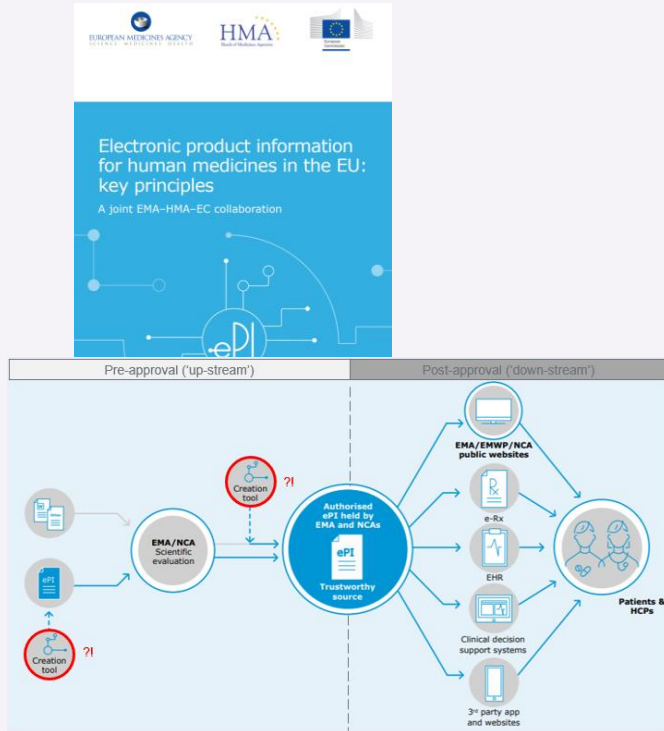 EUROPEAN MEDICINES AGENCY
SCIENCE MEDICINES HEALTH
HMA
Heads of Medicines Agencies
European
Commission
Electronic product information
for human medicines in the EU:
key principles
A joint EMA–HMA–EC collaboration
ePI
Pre-approval ('up-stream')
Post-approval ('down-stream')
Creation
tool
?!
EMA/NCA
Scientific
evaluation
ePI
Creation
tool
?!
Authorised
ePI held by
EMA and NCAs
ePI
Trustworthy
source
EMA/EMWP/NCA
public websites
Rx
e-Rx
EHR
Clinical decision
support systems
3rd party app
and websites
Patients &
HCPs